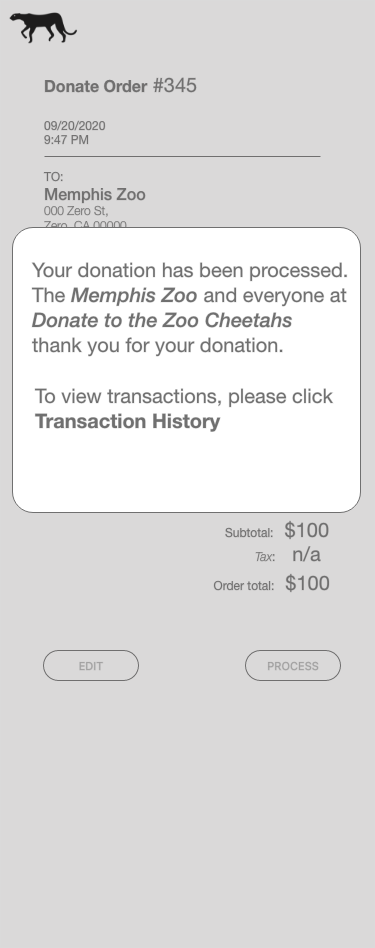 Donate Order #345
09/20/2020
9:47 PM
TO:
Memphis Zoo
000 Zero St,
Zero, CA 00000
Your donation has been processed.
The Memphis Zoo and everyone at
Donate to the Zoo Cheetahs
thank you for your donation.
To view transactions, please click
Transaction History
Subtotal: $100
Tax: n/a
Order total: $100
EDIT PROCESS